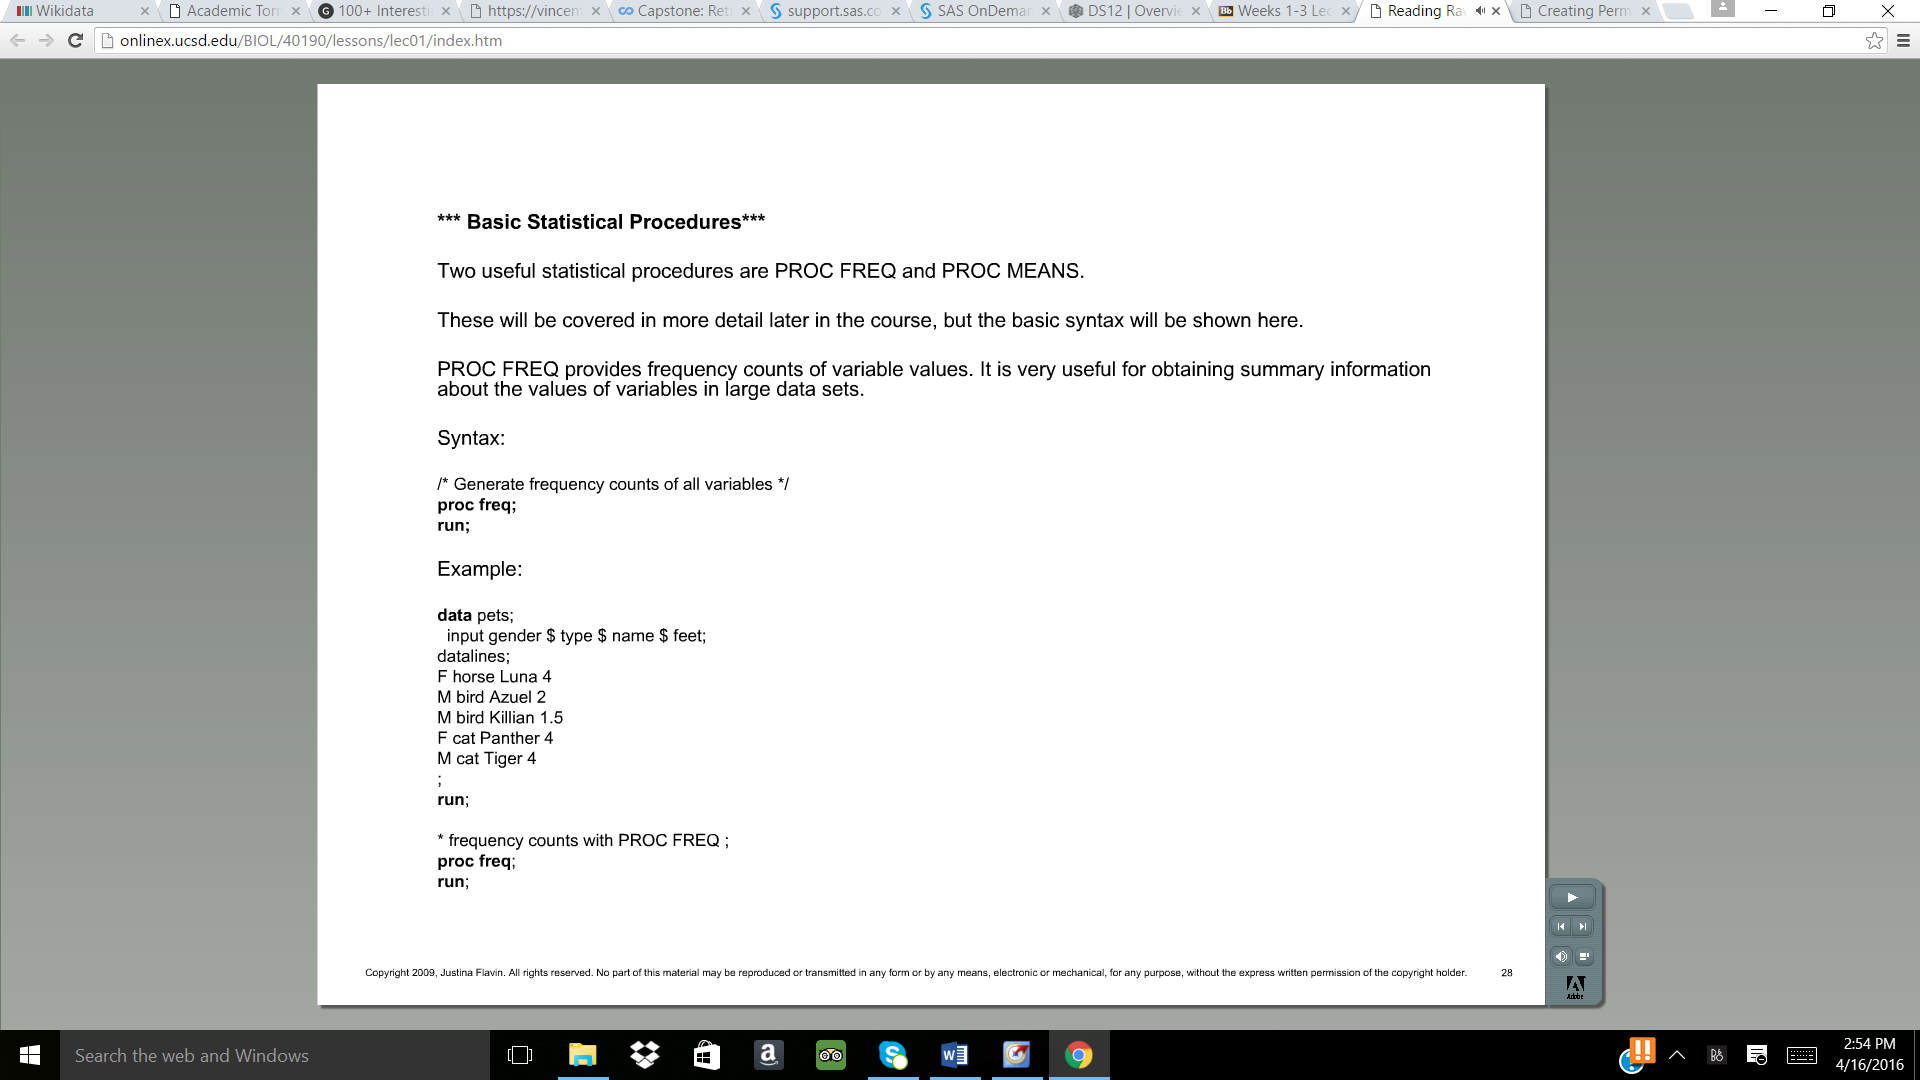 Wikidata
Academic Torr
100+ Interesti
https://vincen
Capstone: Ret
support.sas.co
SAS OnDeman
DS12 | Overvie
Bb Weeks 1-3 Lec
Reading Ra
Creating Perm
onlinex.ucsd.edu/BIOL/40190/lessons/lec01/index.htm
*** Basic Statistical Procedures***
Two useful statistical procedures are PROC FREQ and PROC MEANS.
These will be covered in more detail later in the course, but the basic syntax will be shown here.
PROC FREQ provides frequency counts of variable values. It is very useful for obtaining summary information
about the values of variables in large data sets.
Syntax:
/* Generate frequency counts of all variables */
proc freq;
run;
Example:
data pets;
input gender $ type $ name $ feet;
datalines;
F horse Luna 4
M bird Azuel 2
M bird Killian 1.5
F cat Panther 4
M cat Tiger 4
;
run;
* frequency counts with PROC FREQ ;
proc freq;
run;
Copyright 2009, Justina Flavin. All rights reserved. No part of this material may be reproduced or transmitted in any form or by any means, electronic or mechanical, for any purpose, without the express written permission of the copyright holder.
28
Adobe
Search the web and Windows
2:54 PM
4/16/2016